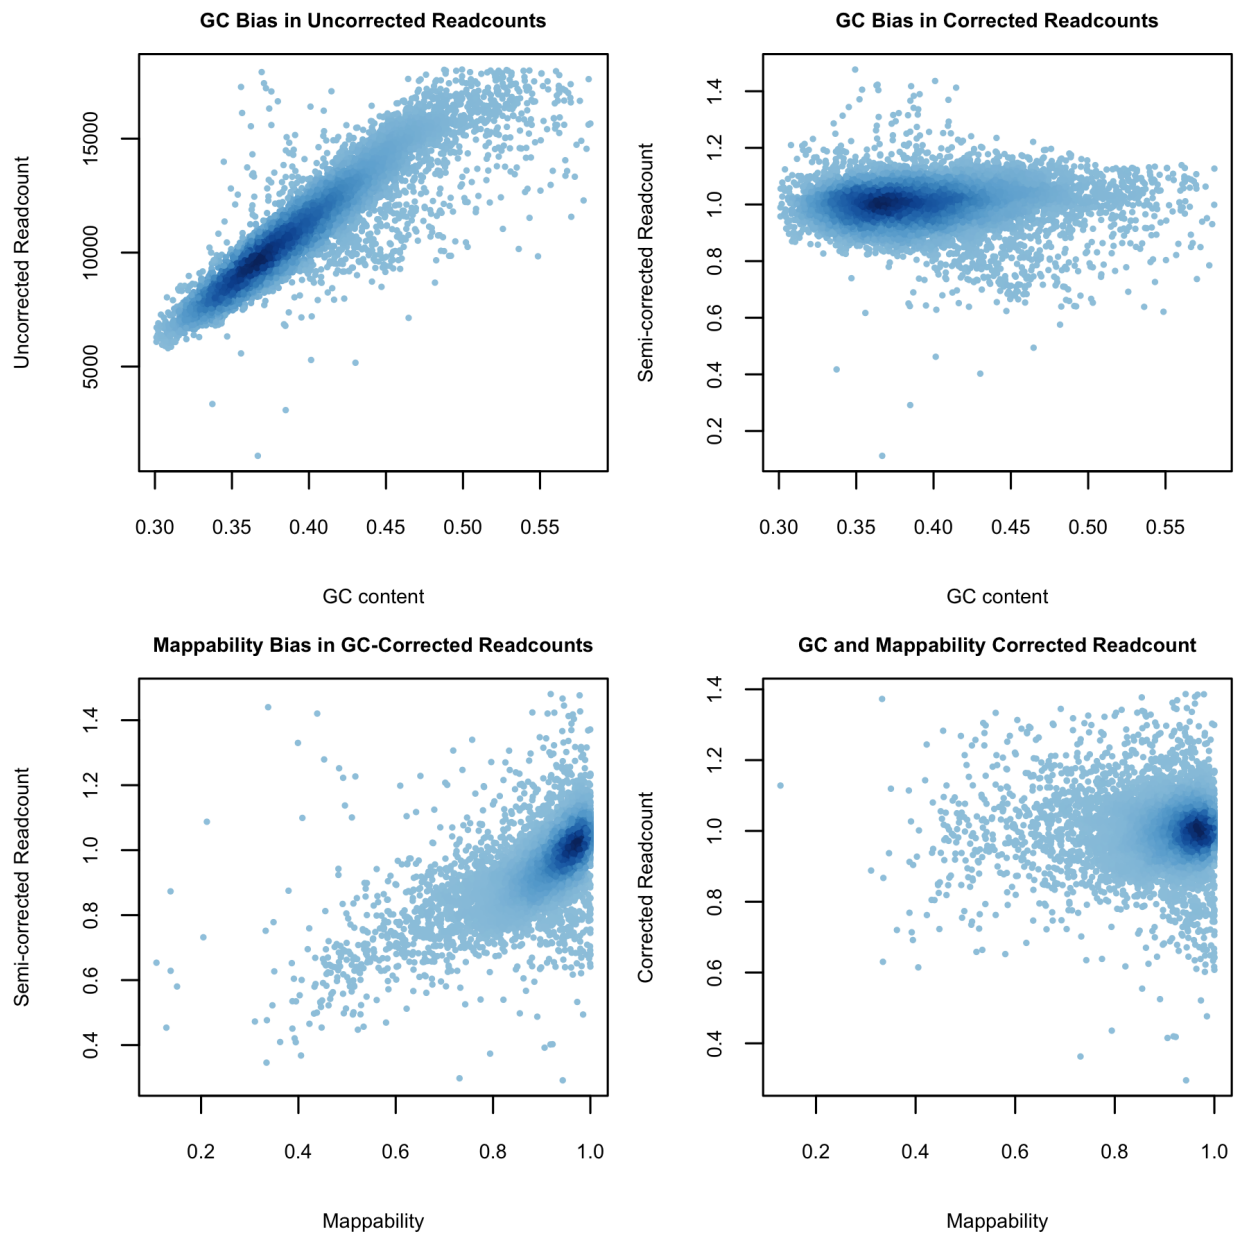 GC Bias in Uncorrected Readcounts
Uncorrected Readcount
15000
10000
5000
0.30 0.35 0.40 0.45 0.50 0.55
GC content
GC Bias in Corrected Readcounts
Semi-corrected Readcount
1.4
1.2
1.0
0.8
0.6
0.4
0.2
0.30 0.35 0.40 0.45 0.50 0.55
GC content
Mappability Bias in GC-Corrected Readcounts
Semi-corrected Readcount
1.4
1.2
1.0
0.8
0.6
0.4
0.2 0.4 0.6 0.8 1.0
Mappability
GC and Mappability Corrected Readcount
Corrected Readcount
1.4
1.2
1.0
0.8
0.6
0.4
0.2 0.4 0.6 0.8 1.0
Mappability